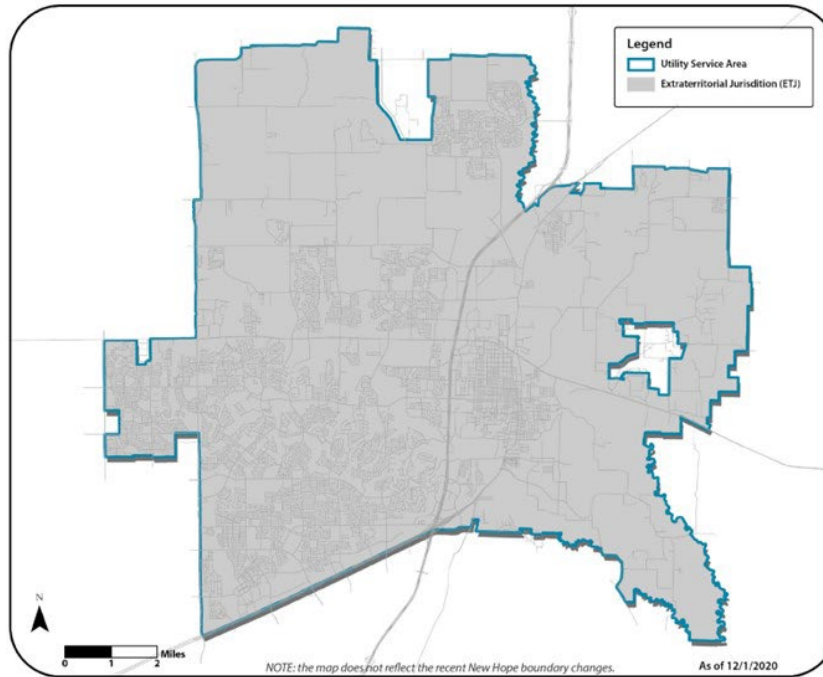 Legend
Utility Service Area
Extraterritorial Jurisdition (ETJ)
N
0 1 2 Miles
NOTE: the map does not reflect the recent New Hope boundary changes.
As of 12/1/2020